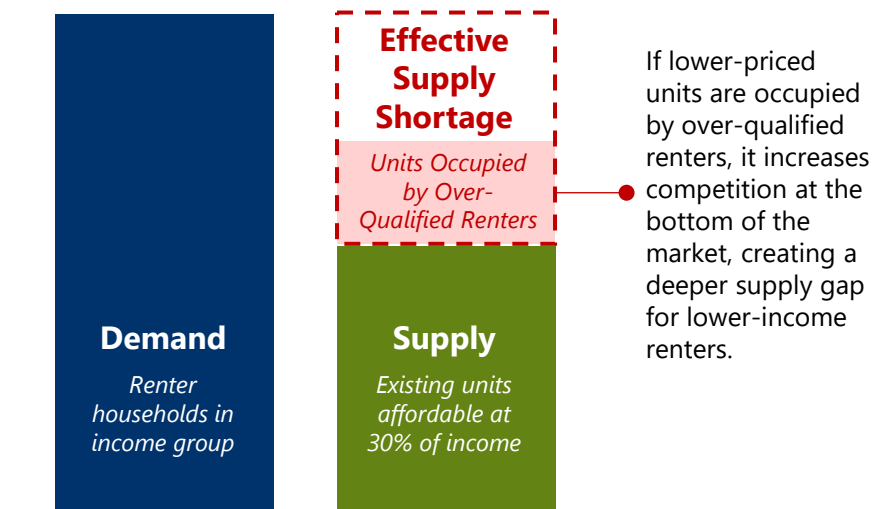 Demand
Renter
households in
income group
Effective
Supply
Shortage
Units Occupied
by Over-
Qualified Renters
Supply
Existing units
affordable at
30% of income
If lower-priced
units are occupied
by over-qualified
renters, it increases
competition at the
bottom of the
market, creating a
deeper supply gap
for lower-income
renters.